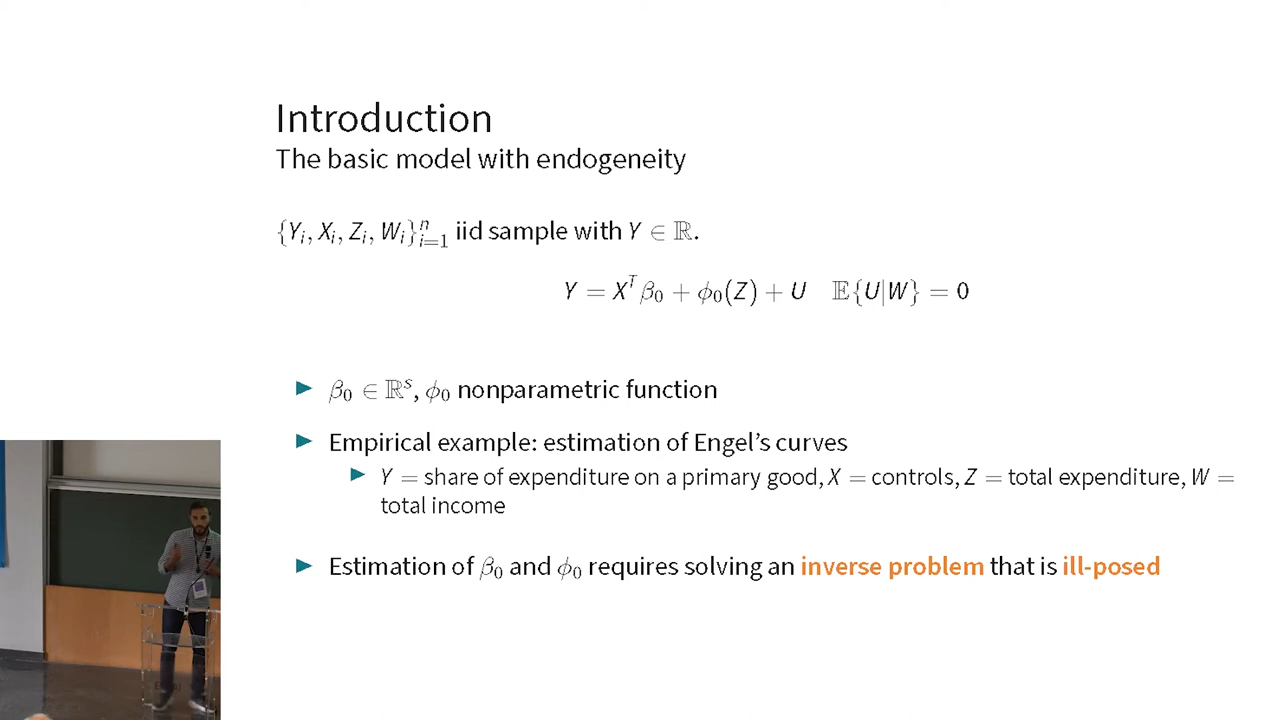 Introduction
The basic model with endogeneity
{Yᵢ, Xᵢ, Zᵢ, Wᵢ}ⁿᵢ₌₁ iid sample with Y ∈ ℝ.
Y = Xᵀβ₀ + ϕ₀(Z) + U 𝔼{U|W} = 0
▶ β₀ ∈ ℝˢ, ϕ₀ nonparametric function
▶ Empirical example: estimation of Engel’s curves
▶ Y = share of expenditure on a primary good, X = controls, Z = total expenditure, W =
total income
▶ Estimation of β₀ and ϕ₀ requires solving an inverse problem that is ill-posed